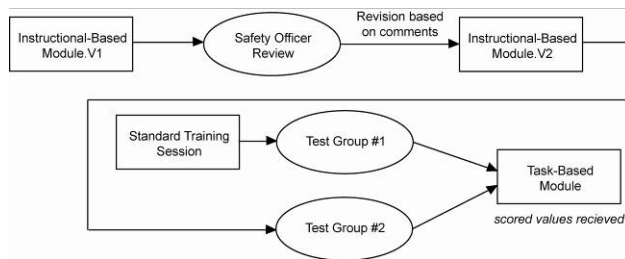 Instructional-Based
Module.V1
Safety Officer
Review
Revision based
on comments
Instructional-Based
Module.V2
Standard Training
Session
Test Group #1
Task-Based
Module
Test Group #2
scored values recieved